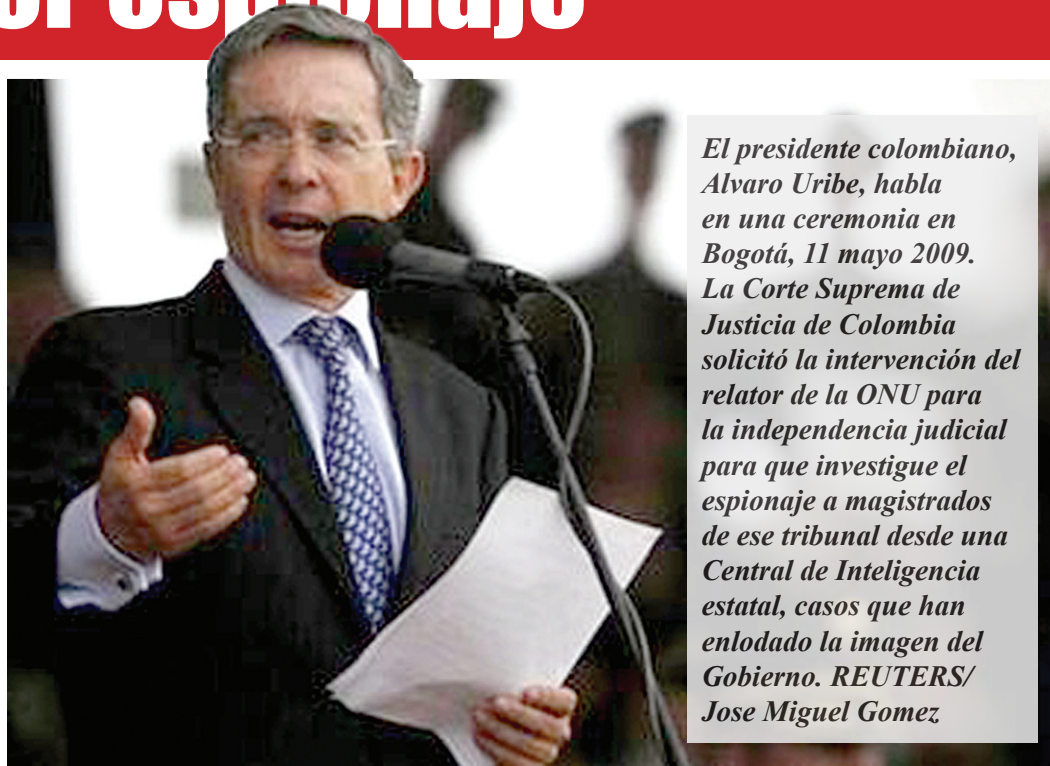 espionaje
El presidente colombiano,
Alvaro Uribe, habla
en una ceremonia en
Bogotá, 11 mayo 2009.
La Corte Suprema de
Justicia de Colombia
solicitó la intervención del
relator de la ONU para
la independencia judicial
para que investigue el
espionaje a magistrados
de ese tribunal desde una
Central de Inteligencia
estatal, casos que han
enlodado la imagen del
Gobierno. REUTERS/
Jose Miguel Gomez